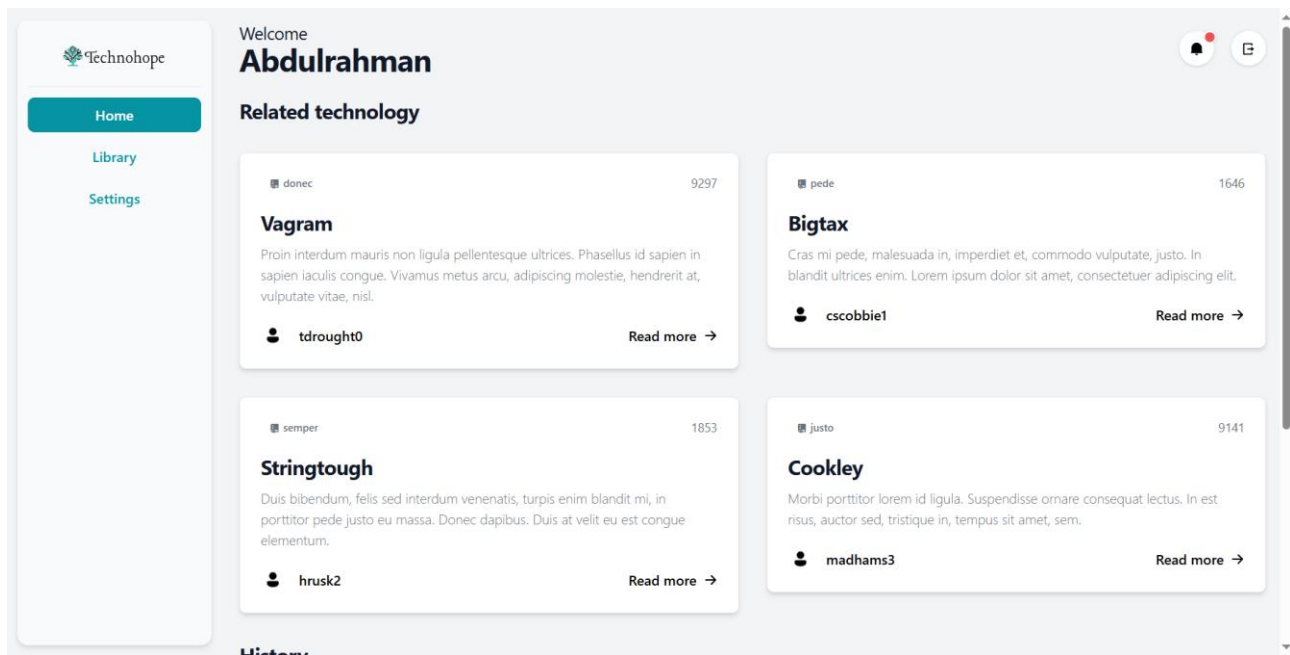 Technohope
Home
Library
Settings
Welcome
Abdulrahman
Related technology
donec
9297
Vagram
Proin interdum mauris non ligula pellentesque ultrices. Phasellus id sapien in
sapien iaculis congue. Vivamus metus arcu, adipiscing molestie, hendrerit at,
vulputate vitae, nisl.
tdrought0
Read more →
pede
1646
Bigtax
Cras mi pede, malesuada in, imperdiet et, commodo vulputate, justo. In
blandit ultrices enim. Lorem ipsum dolor sit amet, consectetuer adipiscing elit.
cscobbie1
Read more →
semper
1853
Stringtough
Duis bibendum, felis sed interdum venenatis, turpis enim blandit mi, in
porttitor pede justo eu massa. Donec dapibus. Duis at velit eu est congue
elementum.
hrusk2
Read more →
justo
9141
Cookley
Morbi porttitor lorem id ligula. Suspendisse ornare consequat lectus. In est
risus, auctor sed, tristique in, tempus sit amet, sem.
madhams3
Read more →
History